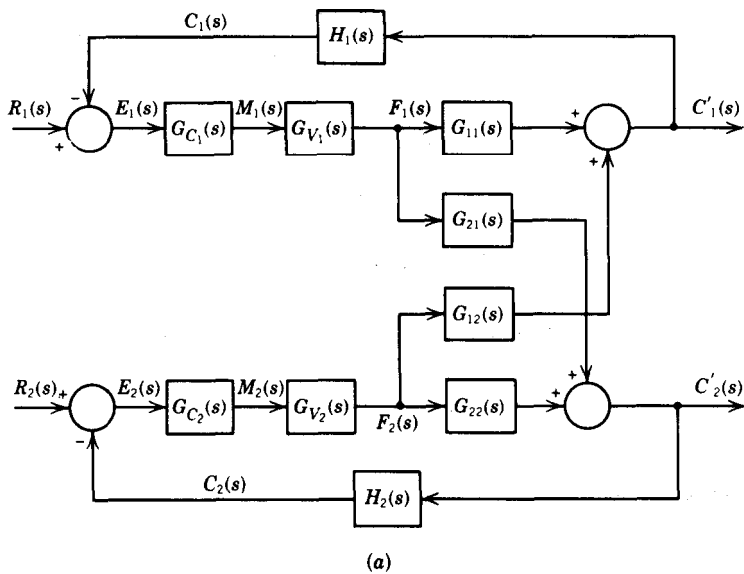 C₁(s)
H₁(s)
−
R₁(s)
+
E₁(s)
G_C₁(s)
M₁(s)
G_V₁(s)
F₁(s)
G₁₁(s)
+
+
C'₁(s)
G₂₁(s)
G₁₂(s)
R₂(s)
+
E₂(s)
G_C₂(s)
M₂(s)
G_V₂(s)
F₂(s)
G₂₂(s)
+
+
C'₂(s)
−
C₂(s)
H₂(s)
(a)